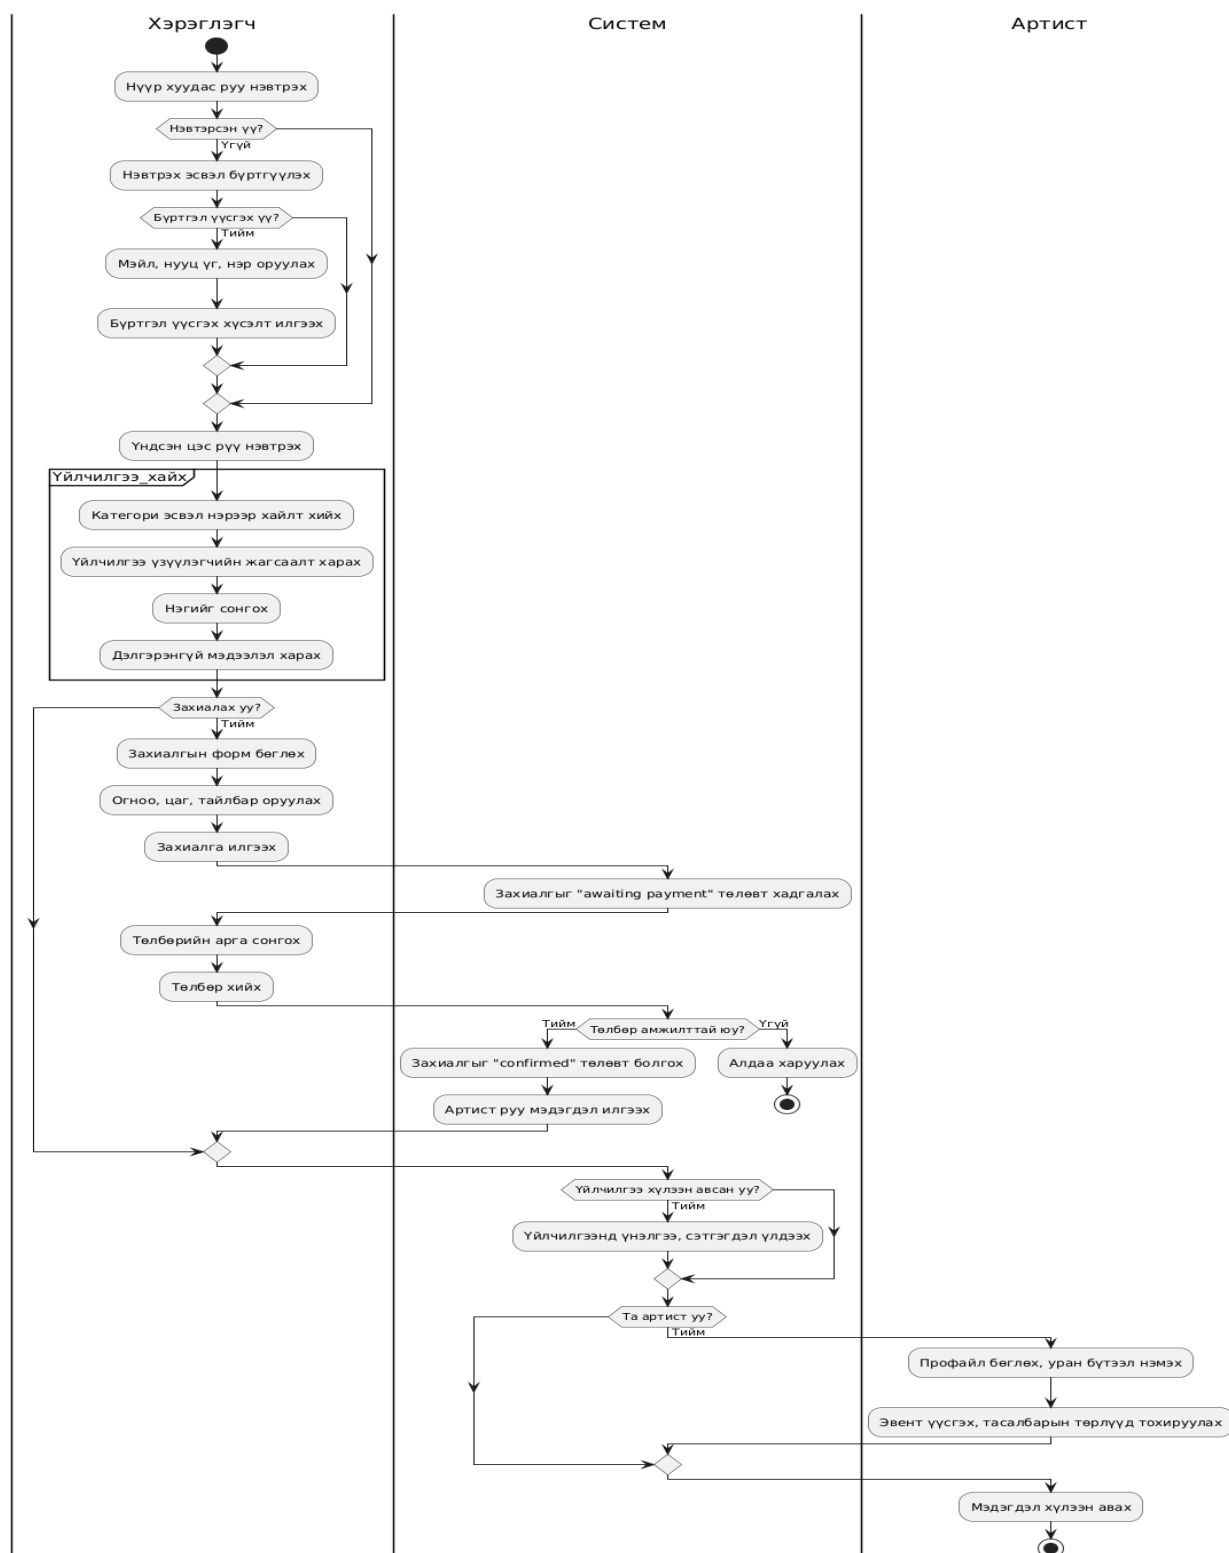 Хэрэглэгч
Систем
Артист
Нүүр хуудас руу нэвтрэх
Нэвтэрсэн үү?
Үгүй
Нэвтрэх эсвэл бүртгүүлэх
Бүртгэл үүсгэх үү?
Тийм
Мэйл, нууц үг, нэр оруулах
Бүртгэл үүсгэх хүсэлт илгээх
Үндсэн цэс рүү нэвтрэх
Үйлчилгээ_хайх
Категори эсвэл нэрээр хайлт хийх
Үйлчилгээ үзүүлэгчийн жагсаалт харах
Нэгийг сонгох
Дэлгэрэнгүй мэдээлэл харах
Захиалах уу?
Тийм
Захиалгын форм бөглөх
Огноо, цаг, тайлбар оруулах
Захиалга илгээх
Захиалгыг "awaiting payment" төлөвт хадгалах
Төлбөрийн арга сонгох
Төлбөр хийх
Тийм
Төлбөр амжилттай юу?
Үгүй
Захиалгыг "confirmed" төлөвт болгох
Алдаа харуулах
Артист руу мэдэгдэл илгээх
Үйлчилгээ хүлээн авсан уу?
Тийм
Үйлчилгээнд үнэлгээ, сэтгэгдэл үлдээх
Та артист уу?
Тийм
Профайл бөглөх, уран бүтээл нэмэх
Эвент үүсгэх, тасалбарын төрлүүд тохируулах
Мэдэгдэл хүлээн авах